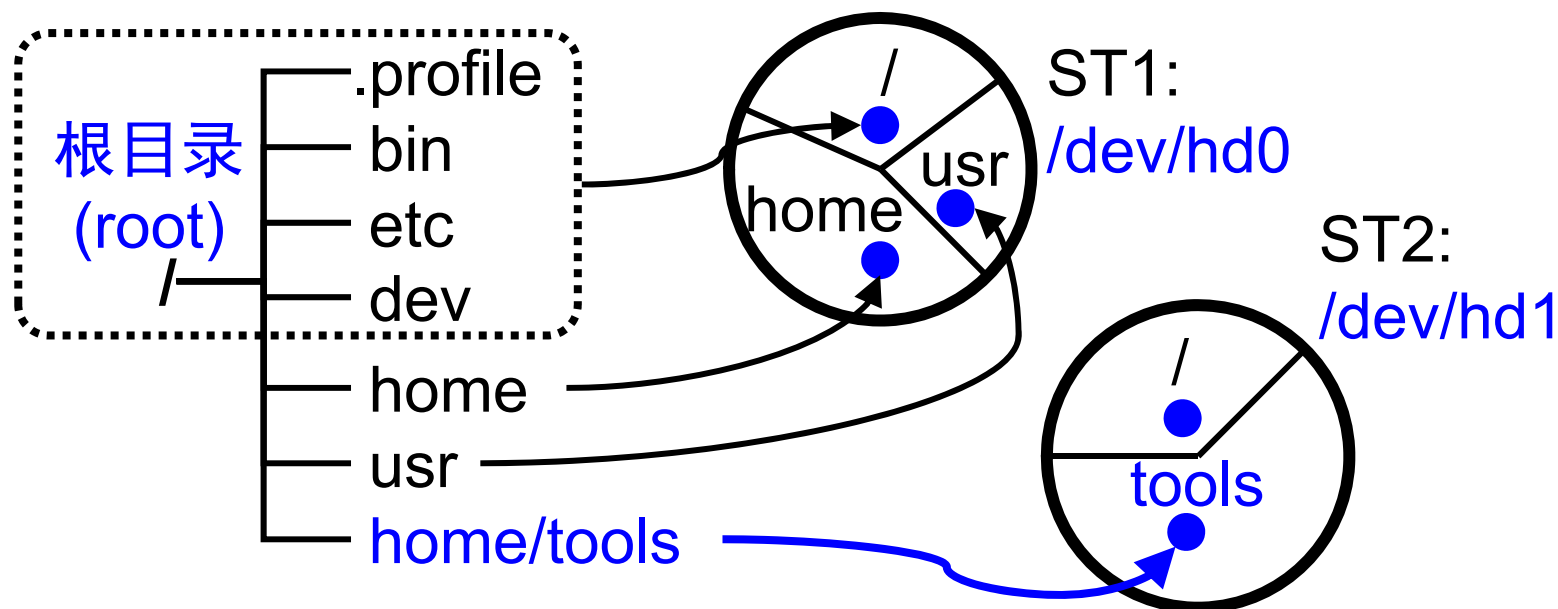 .profile
bin
etc
dev
home
usr
home/tools
根目录
(root)
/
/
usr
home
ST1:
/dev/hd0
ST2:
/dev/hd1
/
tools